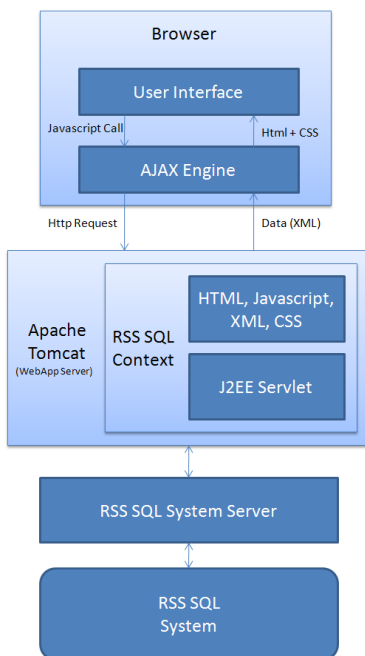 Browser
User Interface
Javascript Call
Html + CSS
AJAX Engine
Http Request
Data (XML)
Apache
Tomcat
(WebApp Server)
RSS SQL
Context
HTML, Javascript,
XML, CSS
J2EE Servlet
RSS SQL System Server
RSS SQL
System